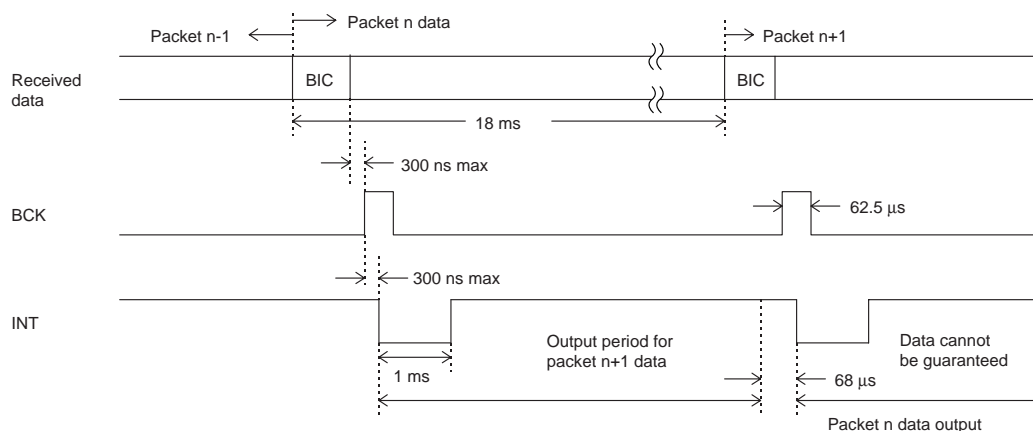 Packet n data
Packet n-1
Packet n+1
Received
data
BIC
BIC
18 ms
300 ns max
BCK
62.5 μs
300 ns max
INT
Output period for
packet n+1 data
Data cannot
be guaranteed
1 ms
68 μs
Packet n data output